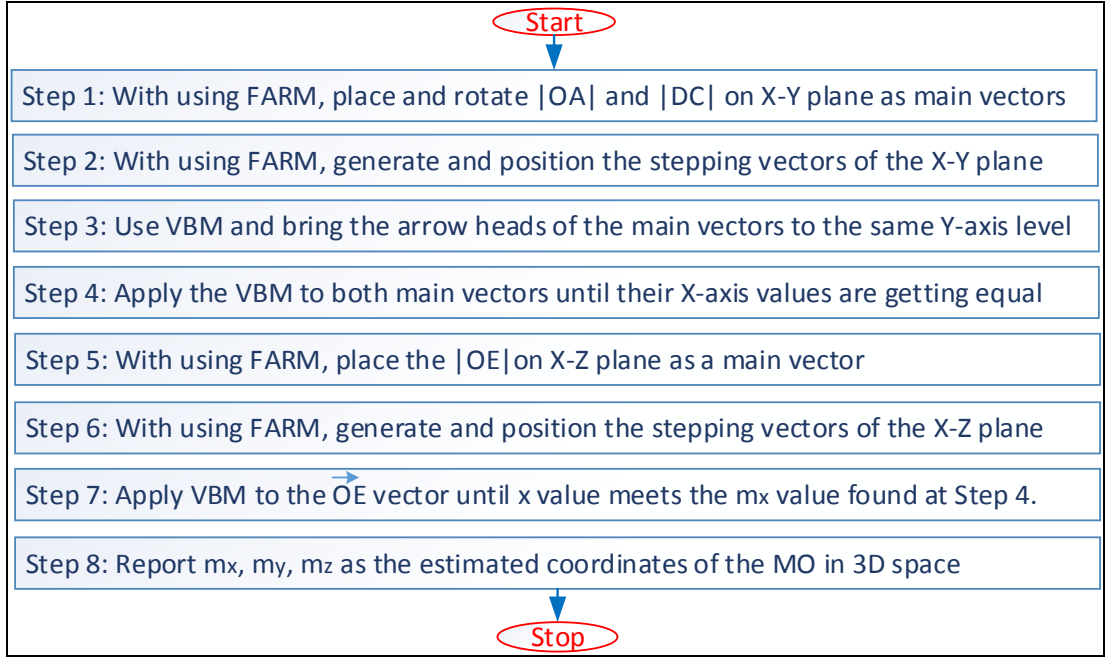 Start
Step 1: With using FARM, place and rotate |OA| and |DC| on X-Y plane as main vectors
Step 2: With using FARM, generate and position the stepping vectors of the X-Y plane
Step 3: Use VBM and bring the arrow heads of the main vectors to the same Y-axis level
Step 4: Apply the VBM to both main vectors until their X-axis values are getting equal
Step 5: With using FARM, place the |OE|on X-Z plane as a main vector
Step 6: With using FARM, generate and position the stepping vectors of the X-Z plane
Step 7: Apply VBM to the OE vector until x value meets the mx value found at Step 4.
Step 8: Report mx, my, mz as the estimated coordinates of the MO in 3D space
Stop